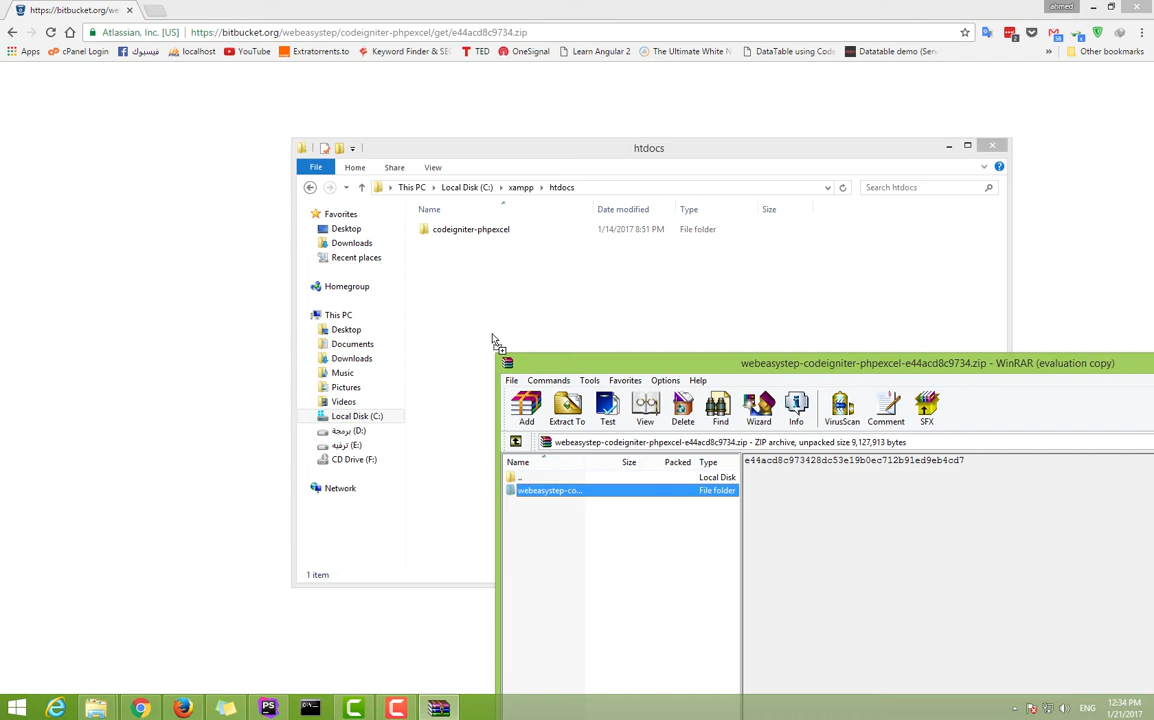 https://bitbucket.org/we
ahmed
Atlassian, Inc. [US]
https://bitbucket.org/webeasystep/codeigniter-phpexcel/get/e44acd8c9734.zip
Apps
cPanel Login
فيسبوك
localhost
YouTube
Extratorrents.to
Keyword Finder & SE
TED
OneSignal
Learn Angular 2
The Ultimate White N
DataTable using Code
Datatable demo (Serv
»
Other bookmarks
htdocs
File
Home
Share
View
This PC
Local Disk (C:)
xampp
htdocs
Search htdocs
Favorites
Desktop
Downloads
Recent places
Homegroup
This PC
Desktop
Documents
Downloads
Music
Pictures
Videos
Local Disk (C:)
برمجة (D:)
ترفيه (E:)
CD Drive (F:)
Network
Name
Date modified
Type
Size
codeigniter-phpexcel
1/14/2017 8:51 PM
File folder
1 item
webeasystep-codeigniter-phpexcel-e44acd8c9734.zip - WinRAR (evaluation copy)
File
Commands
Tools
Favorites
Options
Help
Add
Extract To
Test
View
Delete
Find
Wizard
Info
VirusScan
Comment
SFX
webeasystep-codeigniter-phpexcel-e44acd8c9734.zip - ZIP archive, unpacked size 9,127,913 bytes
Name
Size
Packed
Type
..
Local Disk
webeasystep-co...
File folder
e44acd8c973428dc53e19b0ec712b91ed9eb4cd7
PS
ENG
12:34 PM
1/21/2017